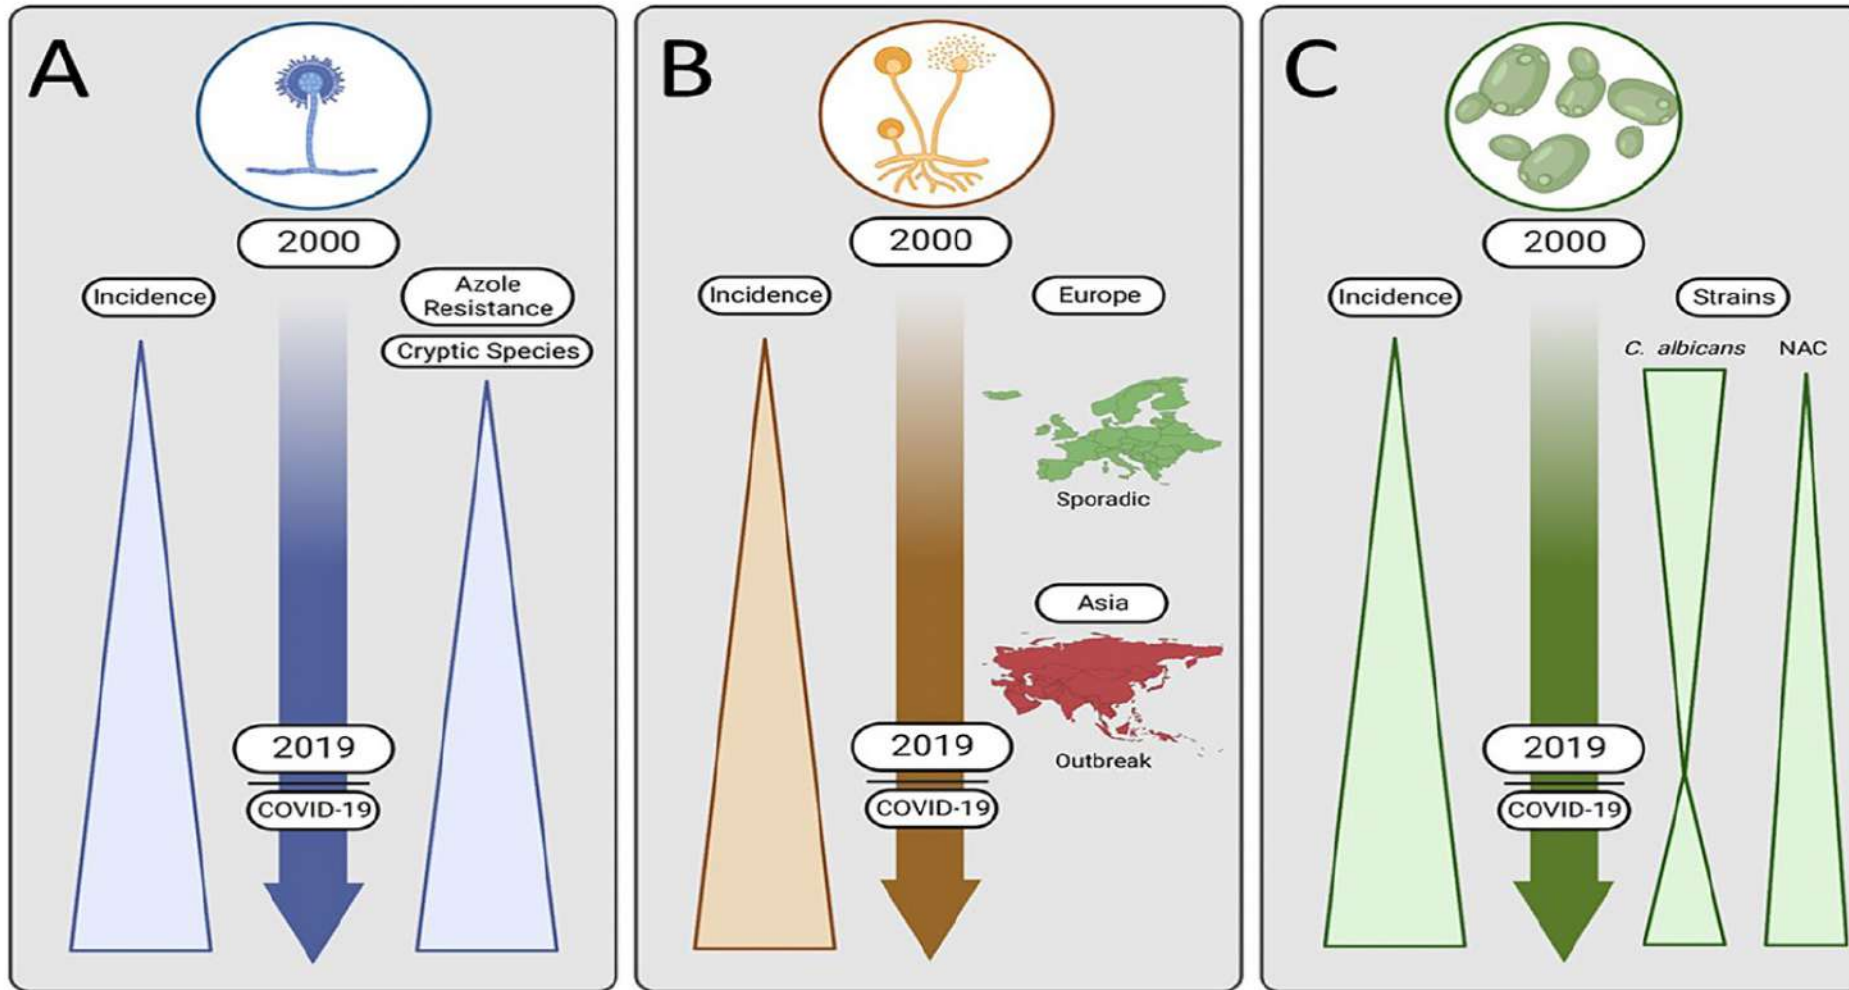 A
2000
Incidence
Azole
Resistance
Cryptic Species
2019
COVID-19
B
2000
Incidence
Europe
Sporadic
Asia
2019
Outbreak
COVID-19
C
2000
Incidence
Strains
C. albicans
NAC
2019
COVID-19